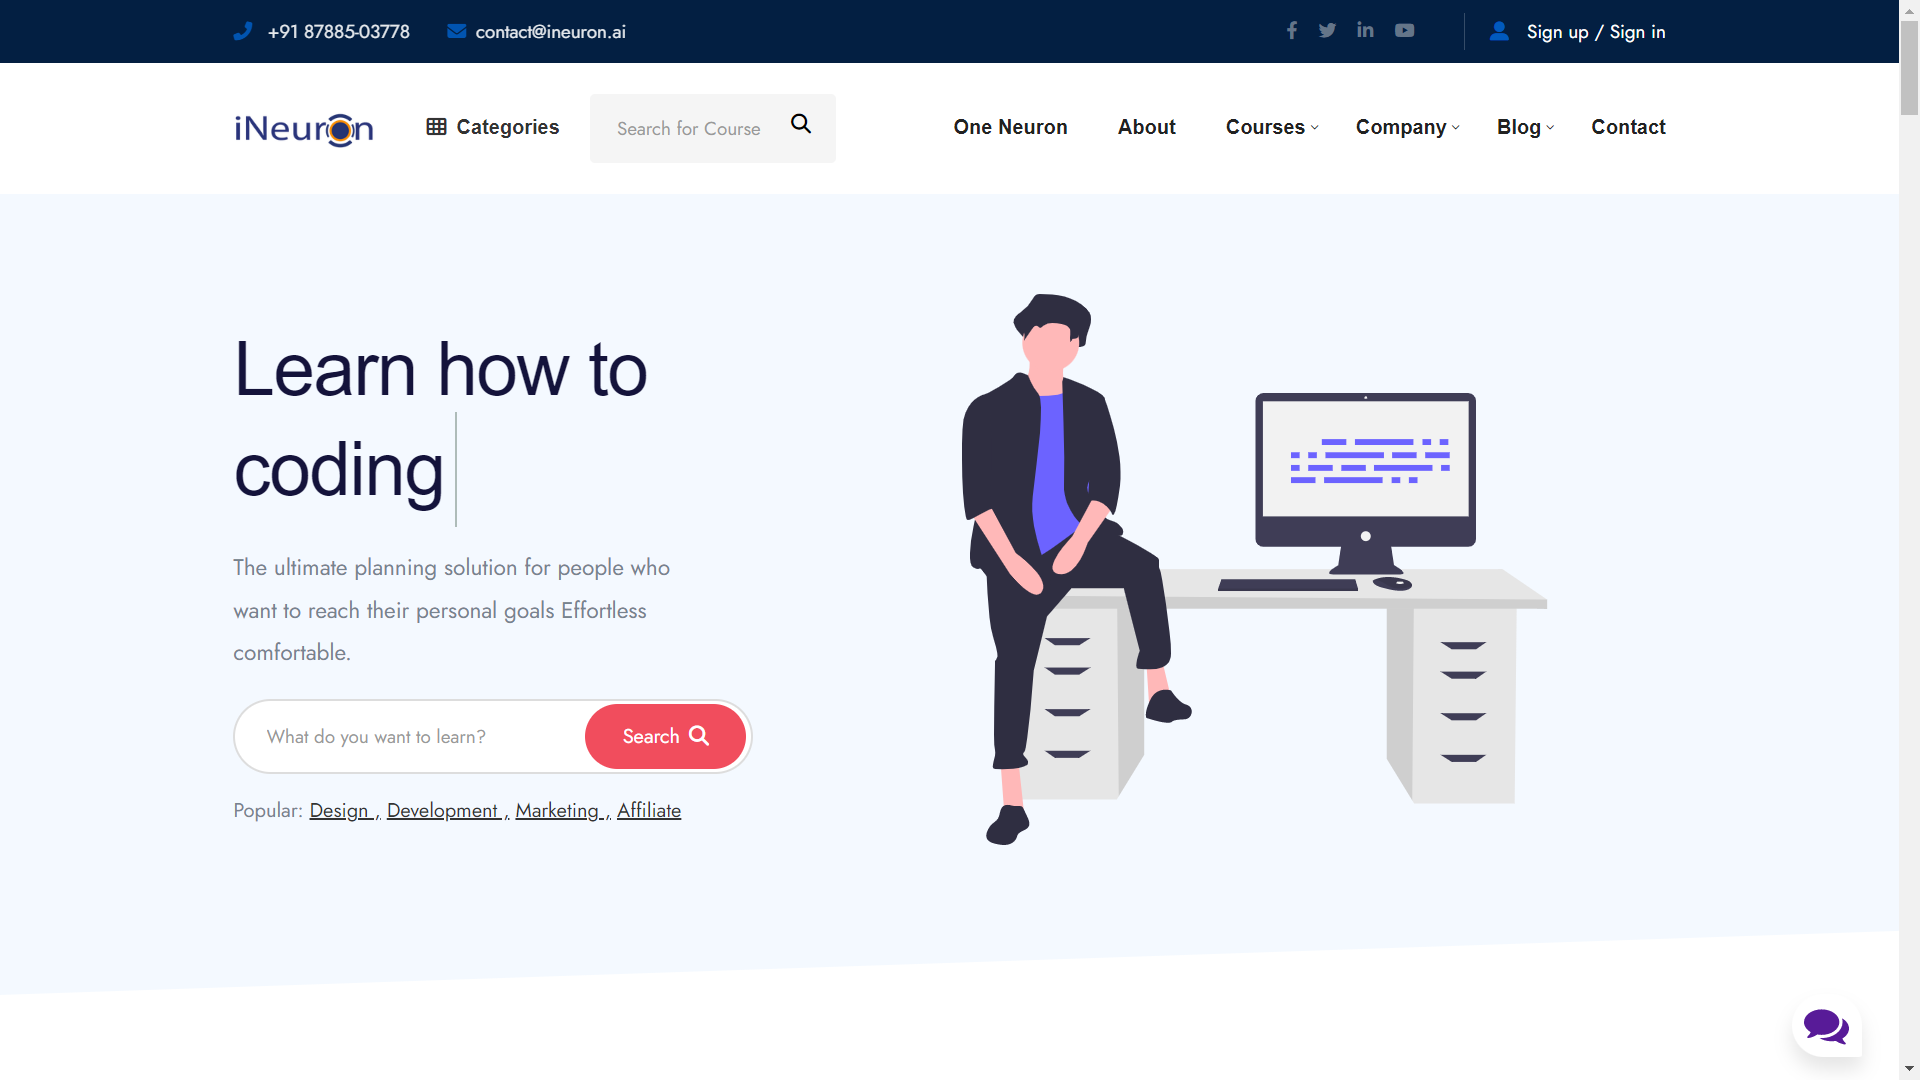 +91 87885-03778 contact@ineuron.ai Sign up / Sign in
iNeuron Categories Search for Course One Neuron About Courses Company Blog Contact
Learn how to
coding
The ultimate planning solution for people who
want to reach their personal goals Effortless
comfortable.
What do you want to learn? Search
Popular: Design , Development , Marketing , Affiliate